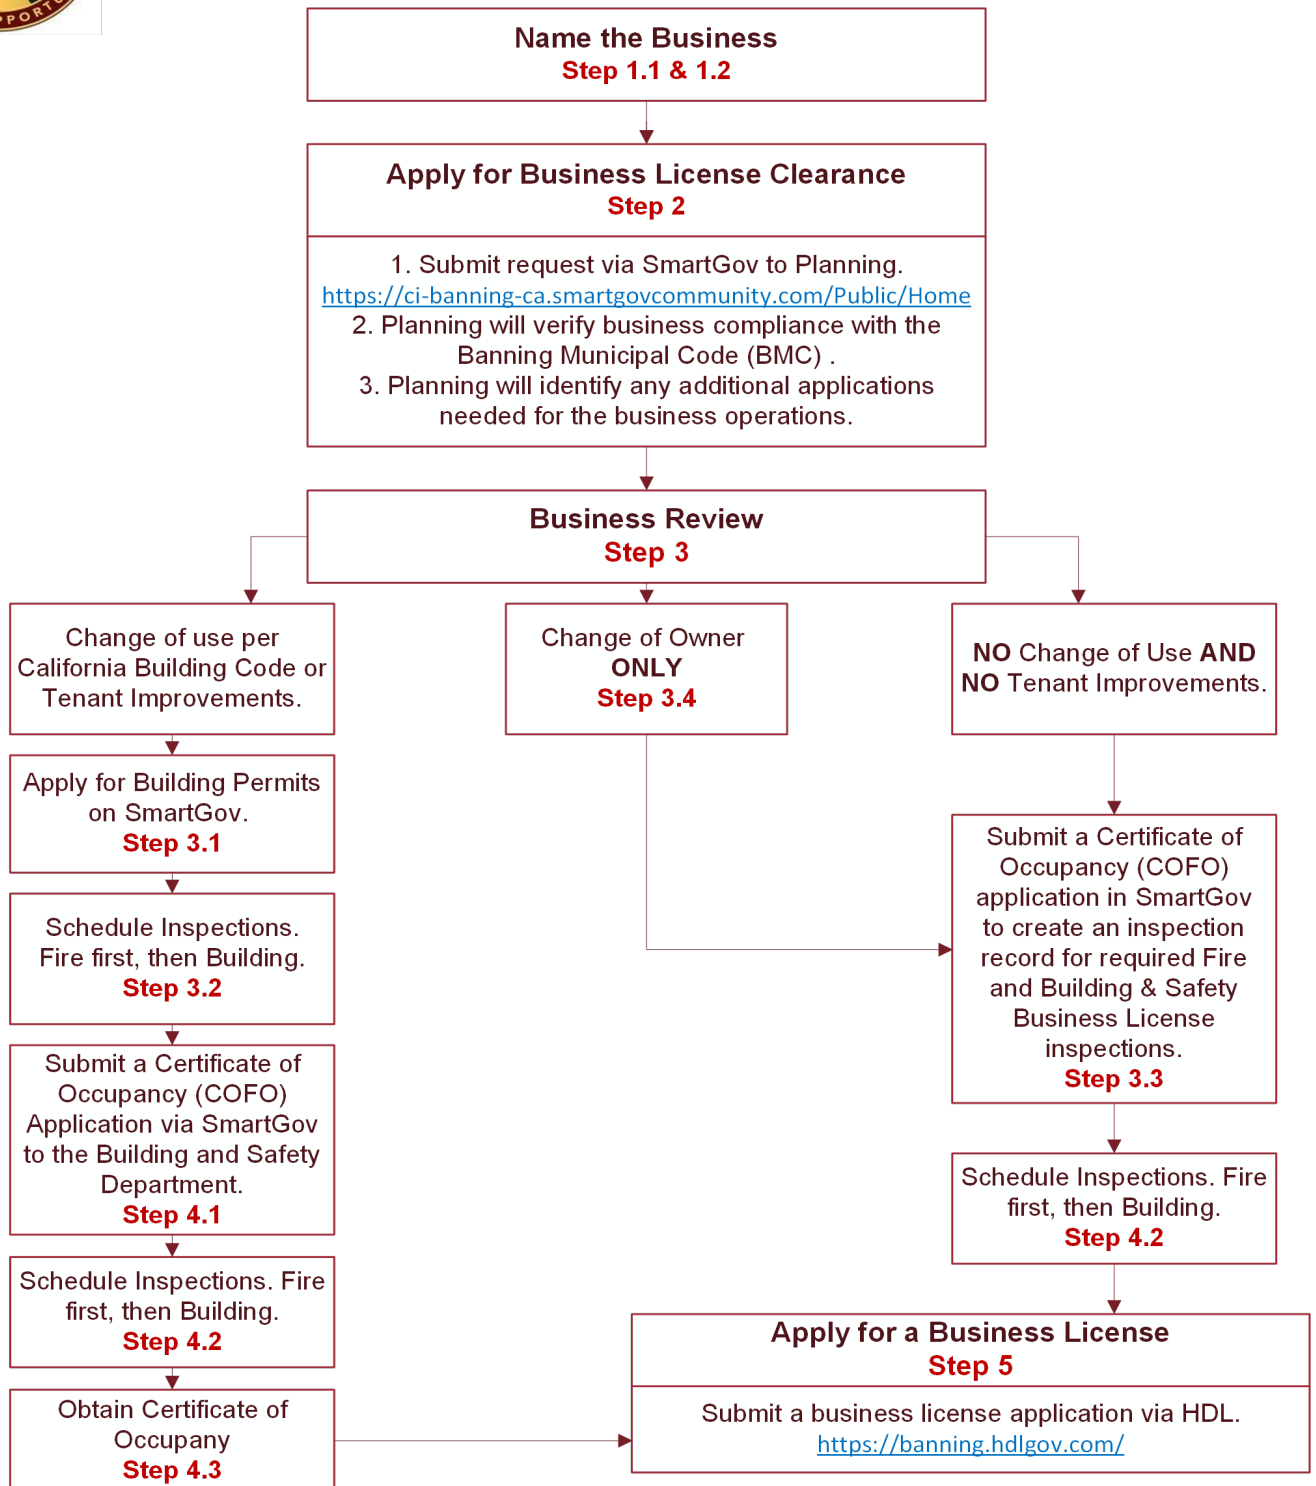 PPORTU
Name the Business
Step 1.1 & 1.2
Apply for Business License Clearance
Step 2
1. Submit request via SmartGov to Planning.
https://ci-banning-ca.smartgovcommunity.com/Public/Home
2. Planning will verify business compliance with the
Banning Municipal Code (BMC) .
3. Planning will identify any additional applications
needed for the business operations.
Business Review
Step 3
Change of use per
California Building Code or
Tenant Improvements.
Apply for Building Permits
on SmartGov.
Step 3.1
Schedule Inspections.
Fire first, then Building.
Step 3.2
Submit a Certificate of
Occupancy (COFO)
Application via SmartGov
to the Building and Safety
Department.
Step 4.1
Schedule Inspections. Fire
first, then Building.
Step 4.2
Obtain Certificate of
Occupany
Step 4.3
Change of Owner
ONLY
Step 3.4
NO Change of Use AND
NO Tenant Improvements.
Submit a Certificate of
Occupancy (COFO)
application in SmartGov
to create an inspection
record for required Fire
and Building & Safety
Business License
inspections.
Step 3.3
Schedule Inspections. Fire
first, then Building.
Step 4.2
Apply for a Business License
Step 5
Submit a business license application via HDL.
https://banning.hdlgov.com/